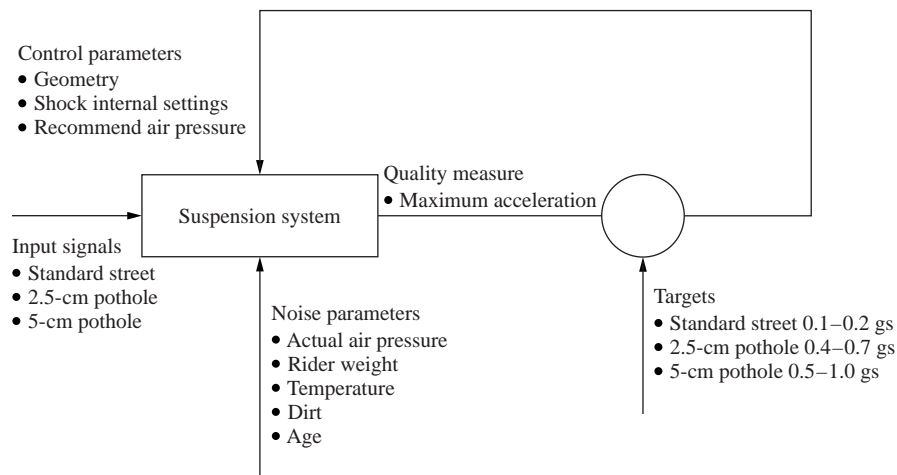 Control parameters
• Geometry
• Shock internal settings
• Recommend air pressure
Quality measure
• Maximum acceleration
Suspension system
Input signals
• Standard street
• 2.5-cm pothole
• 5-cm pothole
Noise parameters
• Actual air pressure
• Rider weight
• Temperature
• Dirt
• Age
Targets
• Standard street 0.1–0.2 gs
• 2.5-cm pothole 0.4–0.7 gs
• 5-cm pothole 0.5–1.0 gs